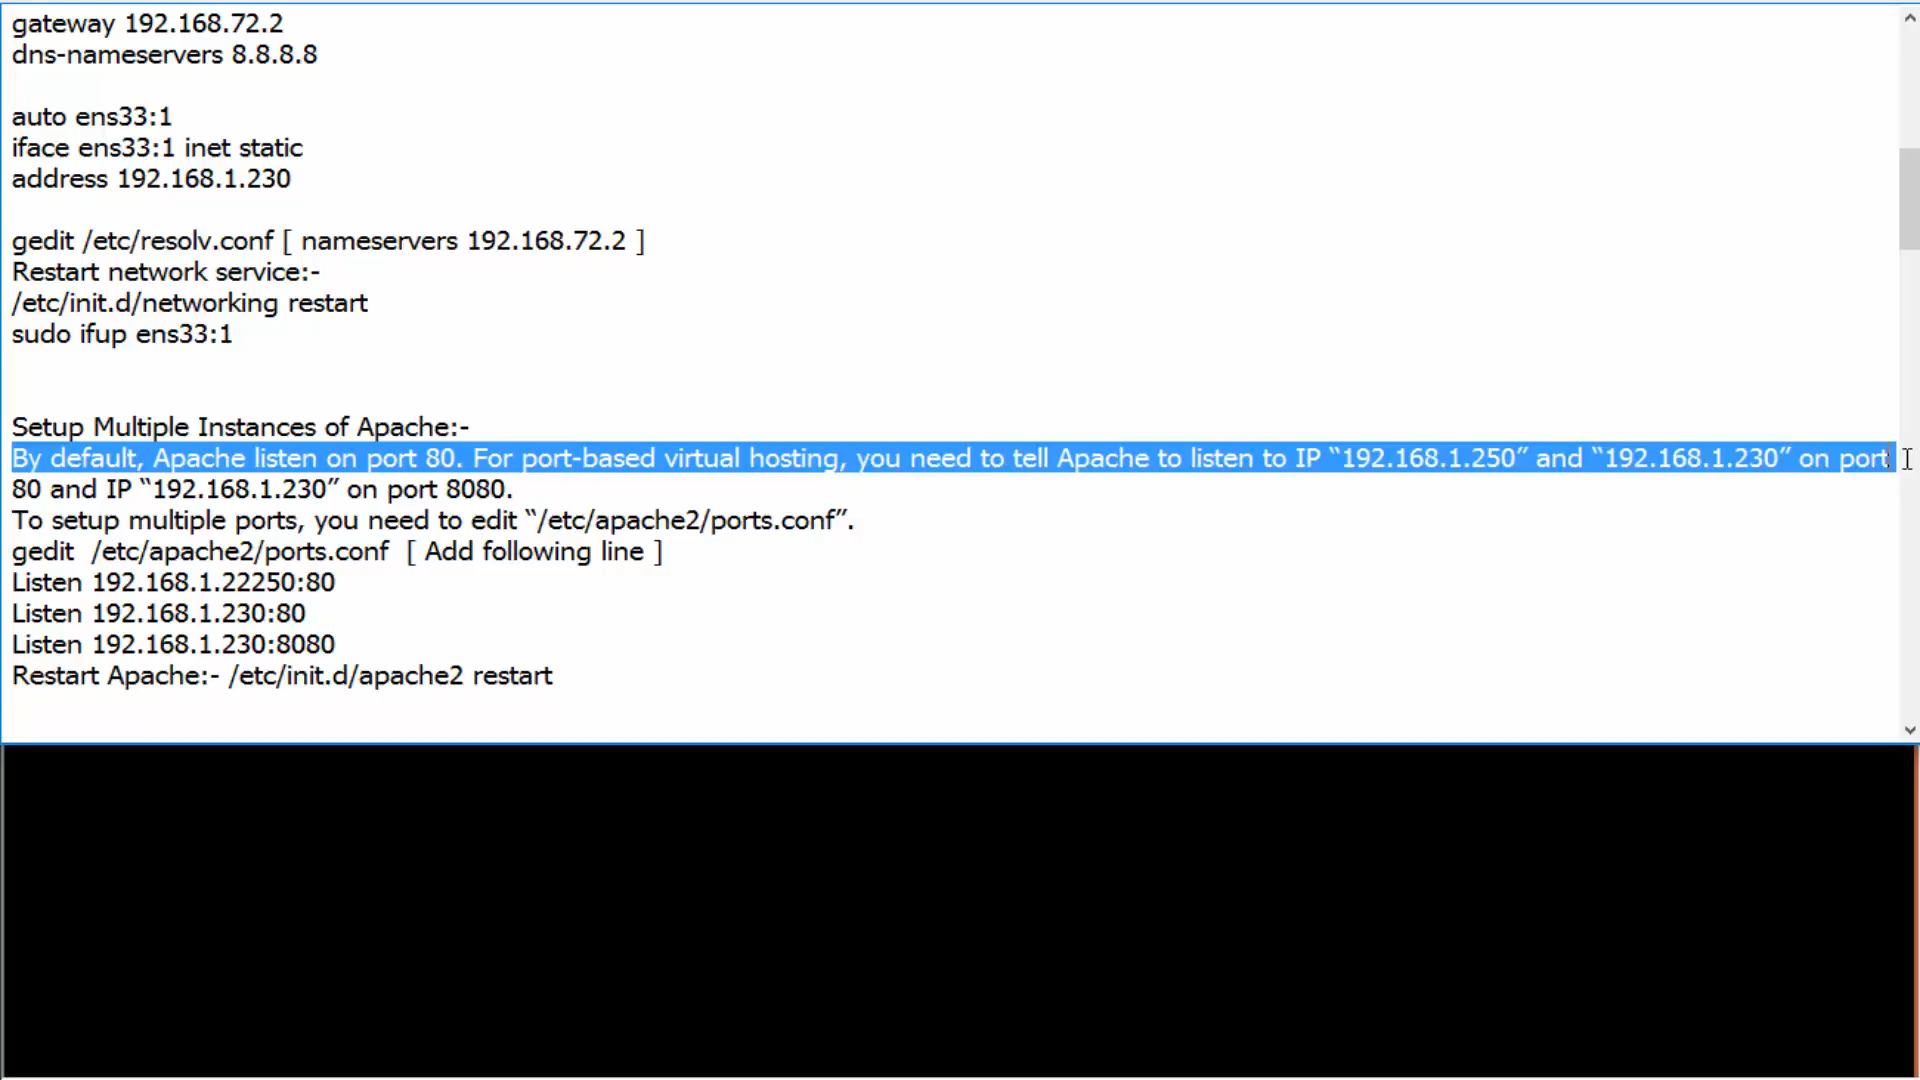 gateway 192.168.72.2
dns-nameservers 8.8.8.8
auto ens33:1
iface ens33:1 inet static
address 192.168.1.230
gedit /etc/resolv.conf [ nameservers 192.168.72.2 ]
Restart network service:-
/etc/init.d/networking restart
sudo ifup ens33:1
Setup Multiple Instances of Apache:-
By default, Apache listen on port 80. For port-based virtual hosting, you need to tell Apache to listen to IP “192.168.1.250” and “192.168.1.230” on port
80 and IP “192.168.1.230” on port 8080.
To setup multiple ports, you need to edit “/etc/apache2/ports.conf”.
gedit  /etc/apache2/ports.conf  [ Add following line ]
Listen 192.168.1.22250:80
Listen 192.168.1.230:80
Listen 192.168.1.230:8080
Restart Apache:- /etc/init.d/apache2 restart